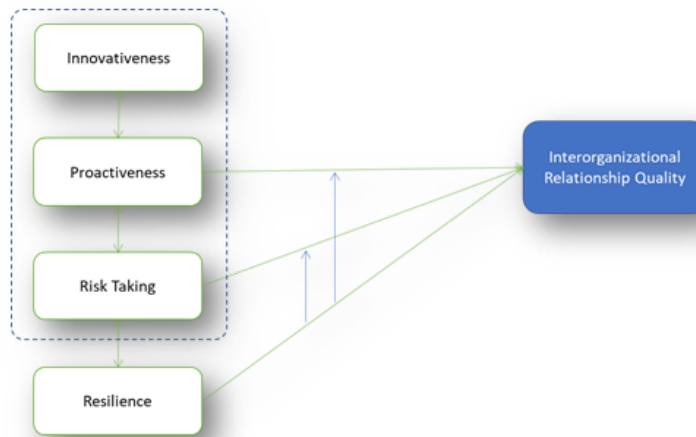 Innovativeness
Proactiveness
Interorganizational
Relationship Quality
Risk Taking
Resilience